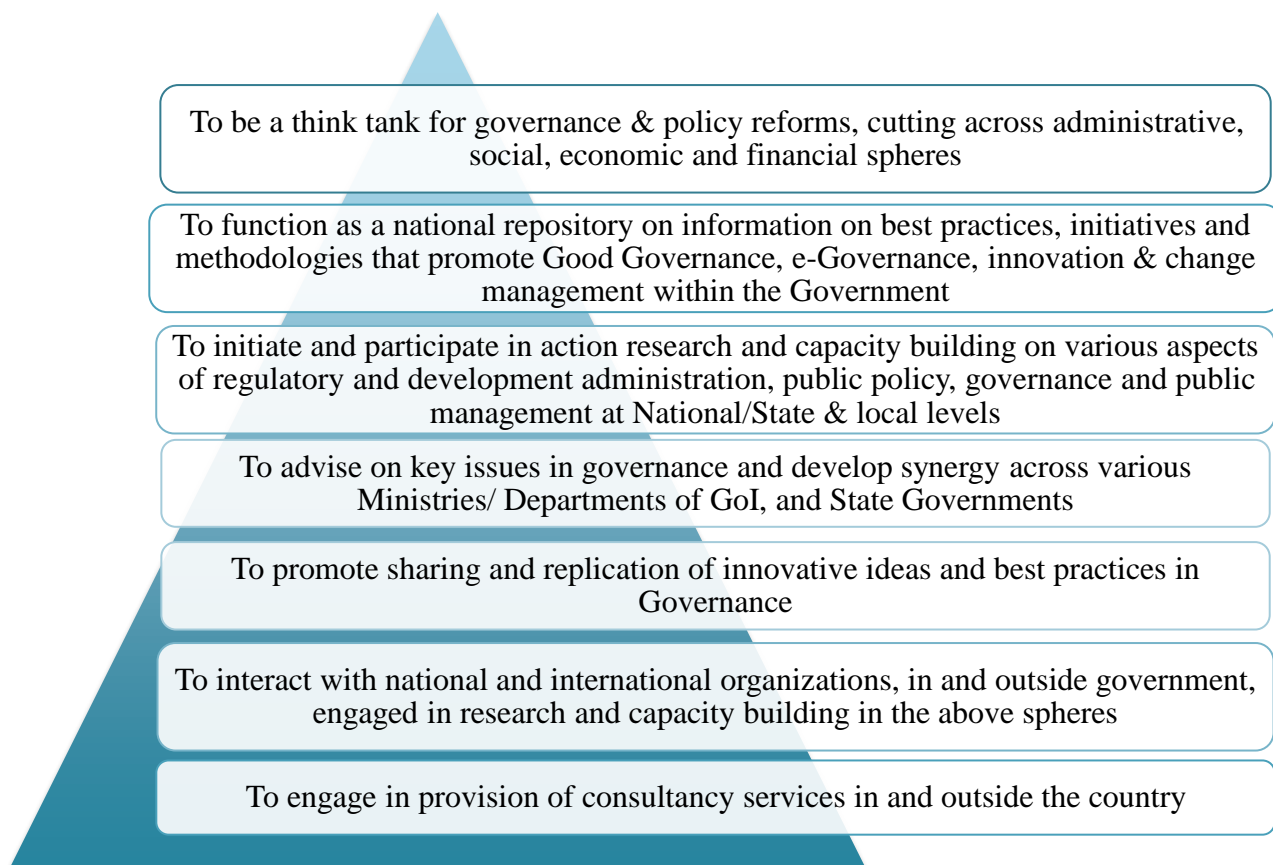 To be a think tank for governance & policy reforms, cutting across administrative,
social, economic and financial spheres
To function as a national repository on information on best practices, initiatives and
methodologies that promote Good Governance, e-Governance, innovation & change
management within the Government
To initiate and participate in action research and capacity building on various aspects
of regulatory and development administration, public policy, governance and public
management at National/State & local levels
To advise on key issues in governance and develop synergy across various
Ministries/ Departments of GoI, and State Governments
To promote sharing and replication of innovative ideas and best practices in
Governance
To interact with national and international organizations, in and outside government,
engaged in research and capacity building in the above spheres
To engage in provision of consultancy services in and outside the country